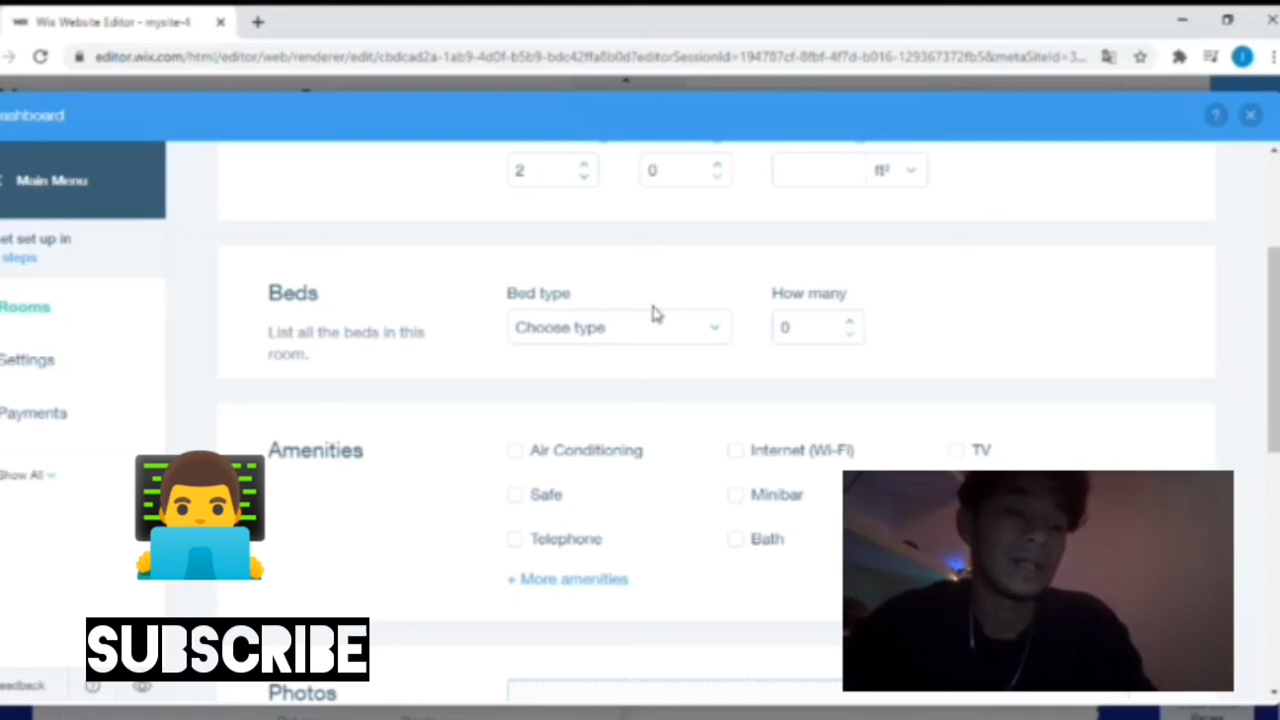 WIX Wix Website Editor - mysite-4
editor.wix.com/html/editor/web/renderer/edit/cbdcad2a-1ab9-4d0f-b5b9-bdc42ffa8b0d?editorSessionId=194787cf-8fbf-4f7d-b016-129367372fb5&metaSiteId=3...
ashboard
Main Menu
2 0 ft²
et set up in
steps
Rooms
Beds
Bed type
How many
List all the beds in this
room.
Choose type
0
Settings
Payments
Show All
Amenities
Air Conditioning
Internet (Wi-Fi)
TV
Safe
Minibar
Telephone
Bath
+ More amenities
SUBSCRIBE
eedback
Photos